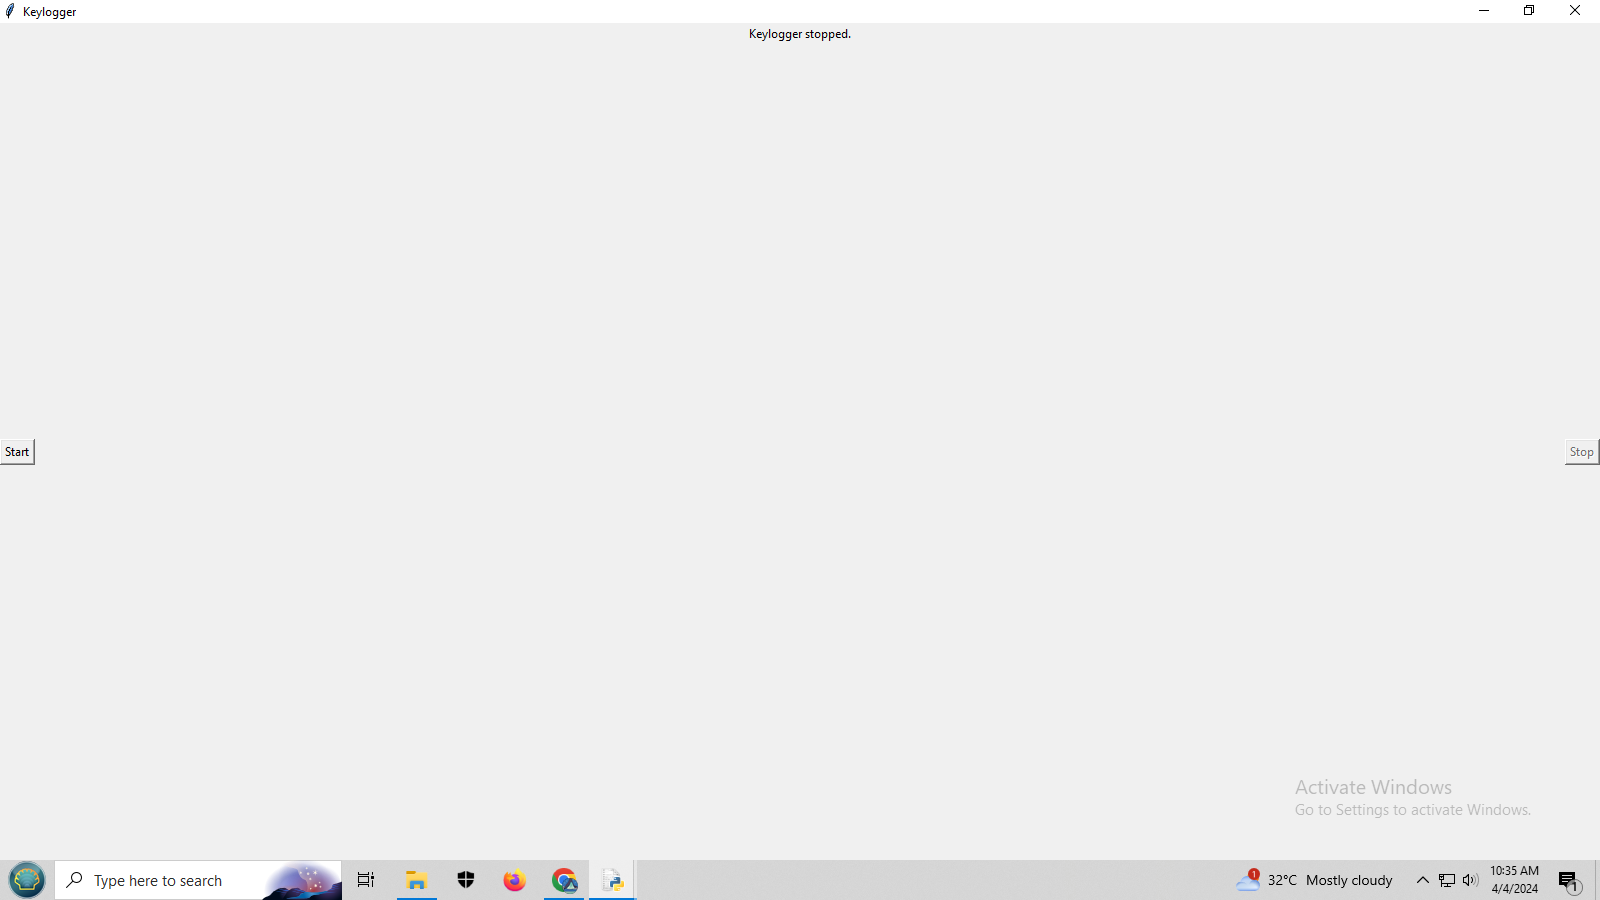 Keylogger
Keylogger stopped.
Start
Stop
Activate Windows
Go to Settings to activate Windows.
Type here to search
1
32°C Mostly cloudy
10:35 AM
4/4/2024
1